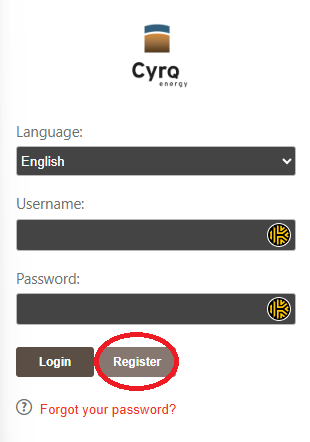 Cyrq
energy
Language:
English
Username:
Password:
Login Register
Forgot your password?